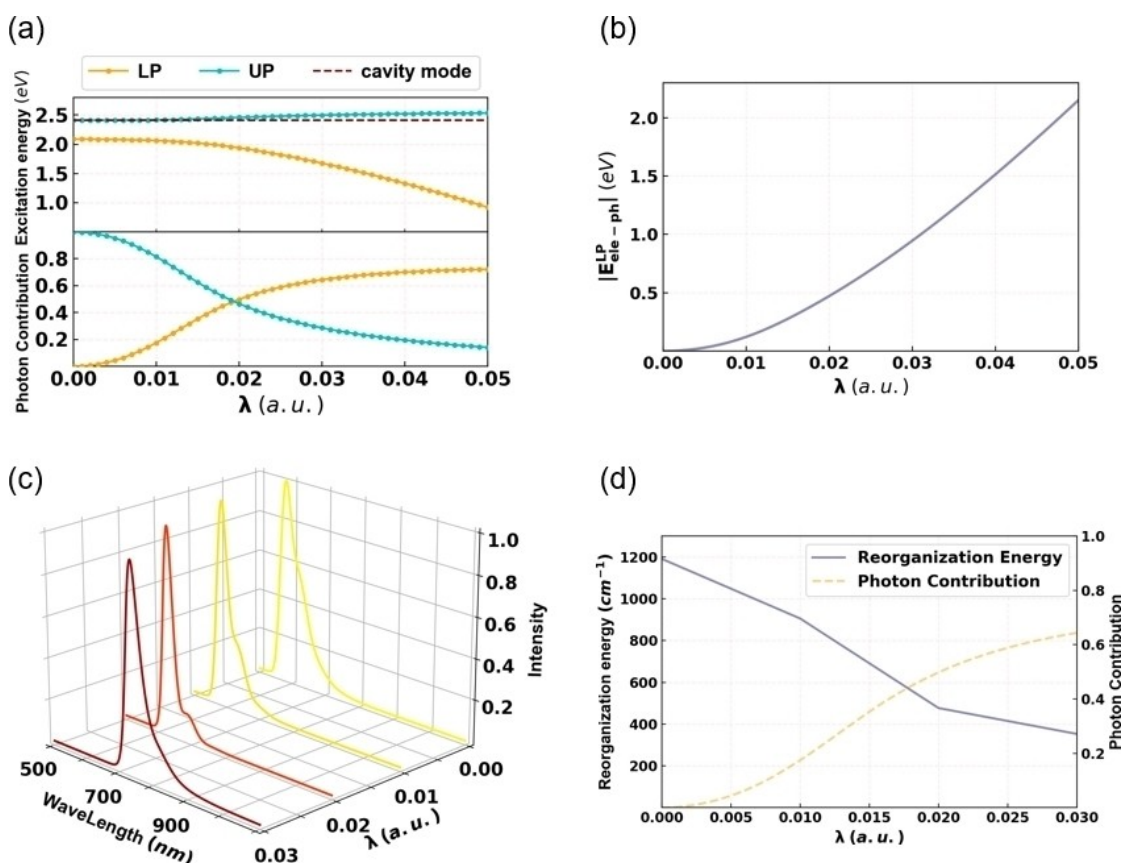 (a)
LP UP cavity mode
Excitation energy (eV)
2.5
2.0
1.0
Photon Contribution
0.8
0.6
0.4
0.2
0.00 0.01 0.02 0.03 0.04 0.05
λ (a.u.)
(b)
|E^LP_ele−ph| (eV)
2.0
1.5
1.0
0.5
0.00 0.01 0.02 0.03 0.04 0.05
λ (a.u.)
(c)
1.0
0.8
0.6
0.4
0.2
Intensity
500
700
900
WaveLength (nm)
0.00
0.01
0.02
0.03
λ (a.u.)
(d)
Reorganization Energy
Photon Contribution
Reorganization energy (cm⁻¹)
1200
1000
800
600
400
200
1.0
0.8
0.6
0.4
0.2
Photon Contribution
0.000 0.005 0.010 0.015 0.020 0.025 0.030
λ (a.u.)